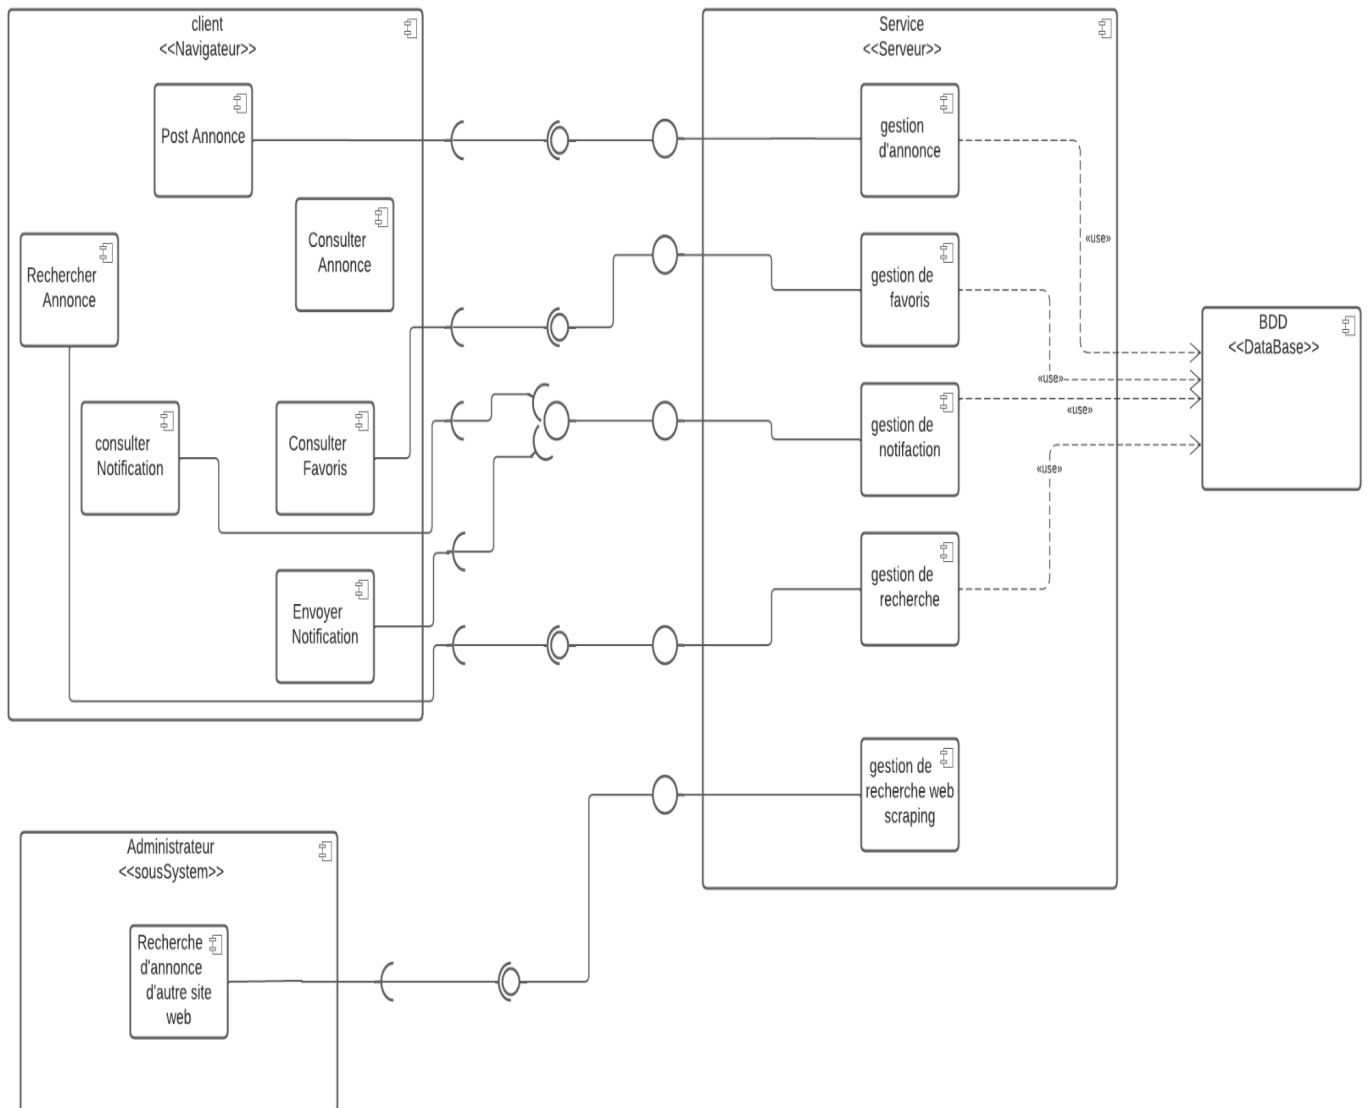 client
<<Navigateur>>
Post Annonce
Consulter
Annonce
Rechercher
Annonce
consulter
Notification
Consulter
Favoris
Envoyer
Notification
Service
<<Serveur>>
gestion
d'annonce
gestion de
favoris
gestion de
notifaction
gestion de
recherche
gestion de
recherche web
scraping
«use»
«use»
«use»
«use»
BDD
<<DataBase>>
Administrateur
<<sousSystem>>
Recherche
d'annonce
d'autre site
web